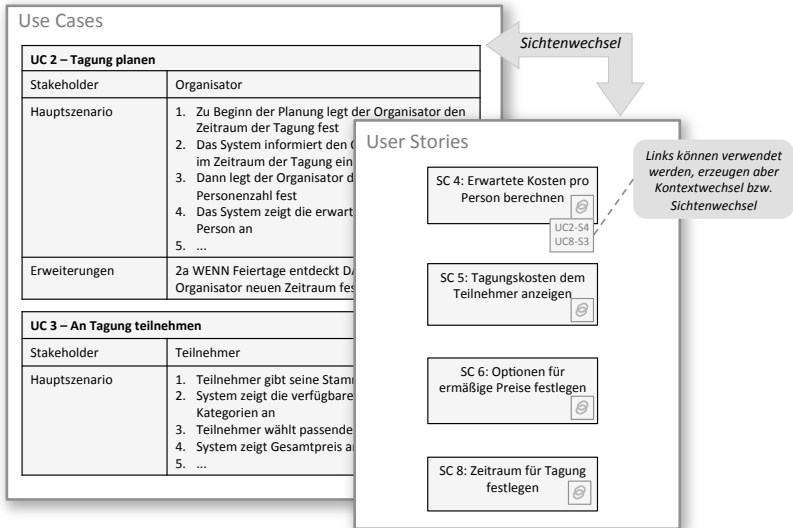 Use Cases
UC 2 – Tagung planen
Stakeholder
Organisator
Hauptszenario
1. Zu Beginn der Planung legt der Organisator den
Zeitraum der Tagung fest
2. Das System informiert den
im Zeitraum der Tagung ein
3. Dann legt der Organisator
Personenzahl fest
4. Das System zeigt die
Person an
5. ...
Erweiterungen
2a WENN Feiertage entdeckt
Organisator neuen Zeitraum
UC 3 – An Tagung teilnehmen
Stakeholder
Teilnehmer
Hauptszenario
1. Teilnehmer gibt seine
2. System zeigt die
Kategorien an
3. Teilnehmer wählt
4. System zeigt Gesamtpreis
5. ...
Sichtenwechsel
User Stories
SC 4: Erwartete Kosten pro
Person berechnen
UC2-S4
UC8-S3
SC 5: Tagungskosten dem
Teilnehmer anzeigen
SC 6: Optionen für
ermäßige Preise festlegen
SC 8: Zeitraum für Tagung
festlegen
Links können verwendet
werden, erzeugen aber
Kontextwechsel bzw.
Sichtenwechsel